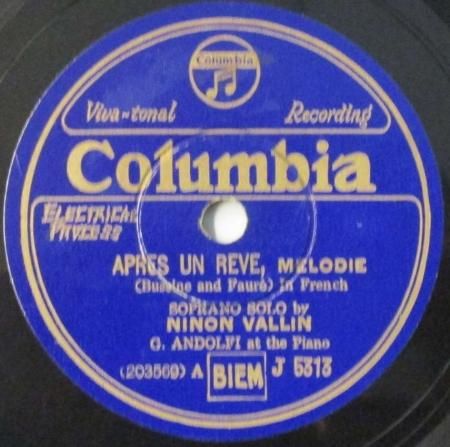 Columbia
Viva-tonal Recording
Columbia
ELECTRICAL
PROCESS
APRES UN REVE, MELODIE
(Bussine and Fauré) In French
SOPRANO SOLO by
NINON VALLIN
G. ANDOLFI at the Piano
(203569) A BIEM J 5313